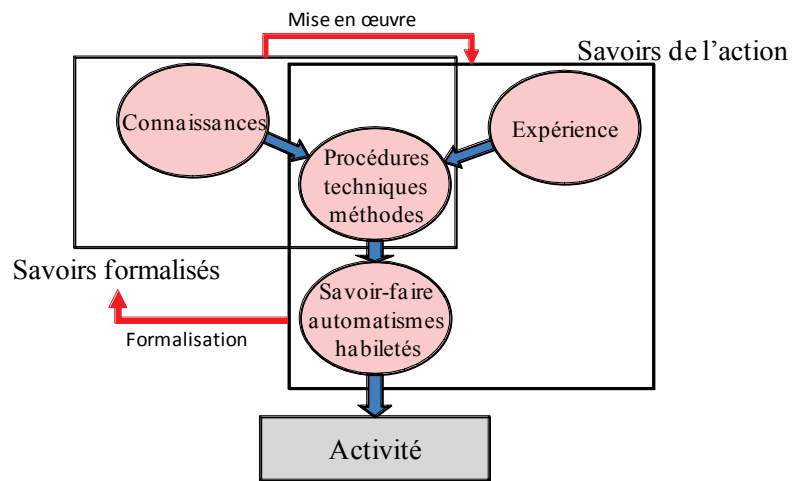 Mise en œuvre
Savoirs de l’action
Connaissances
Expérience
Procédures
techniques
méthodes
Savoirs formalisés
Savoir-faire
automatismes
habiletés
Formalisation
Activité